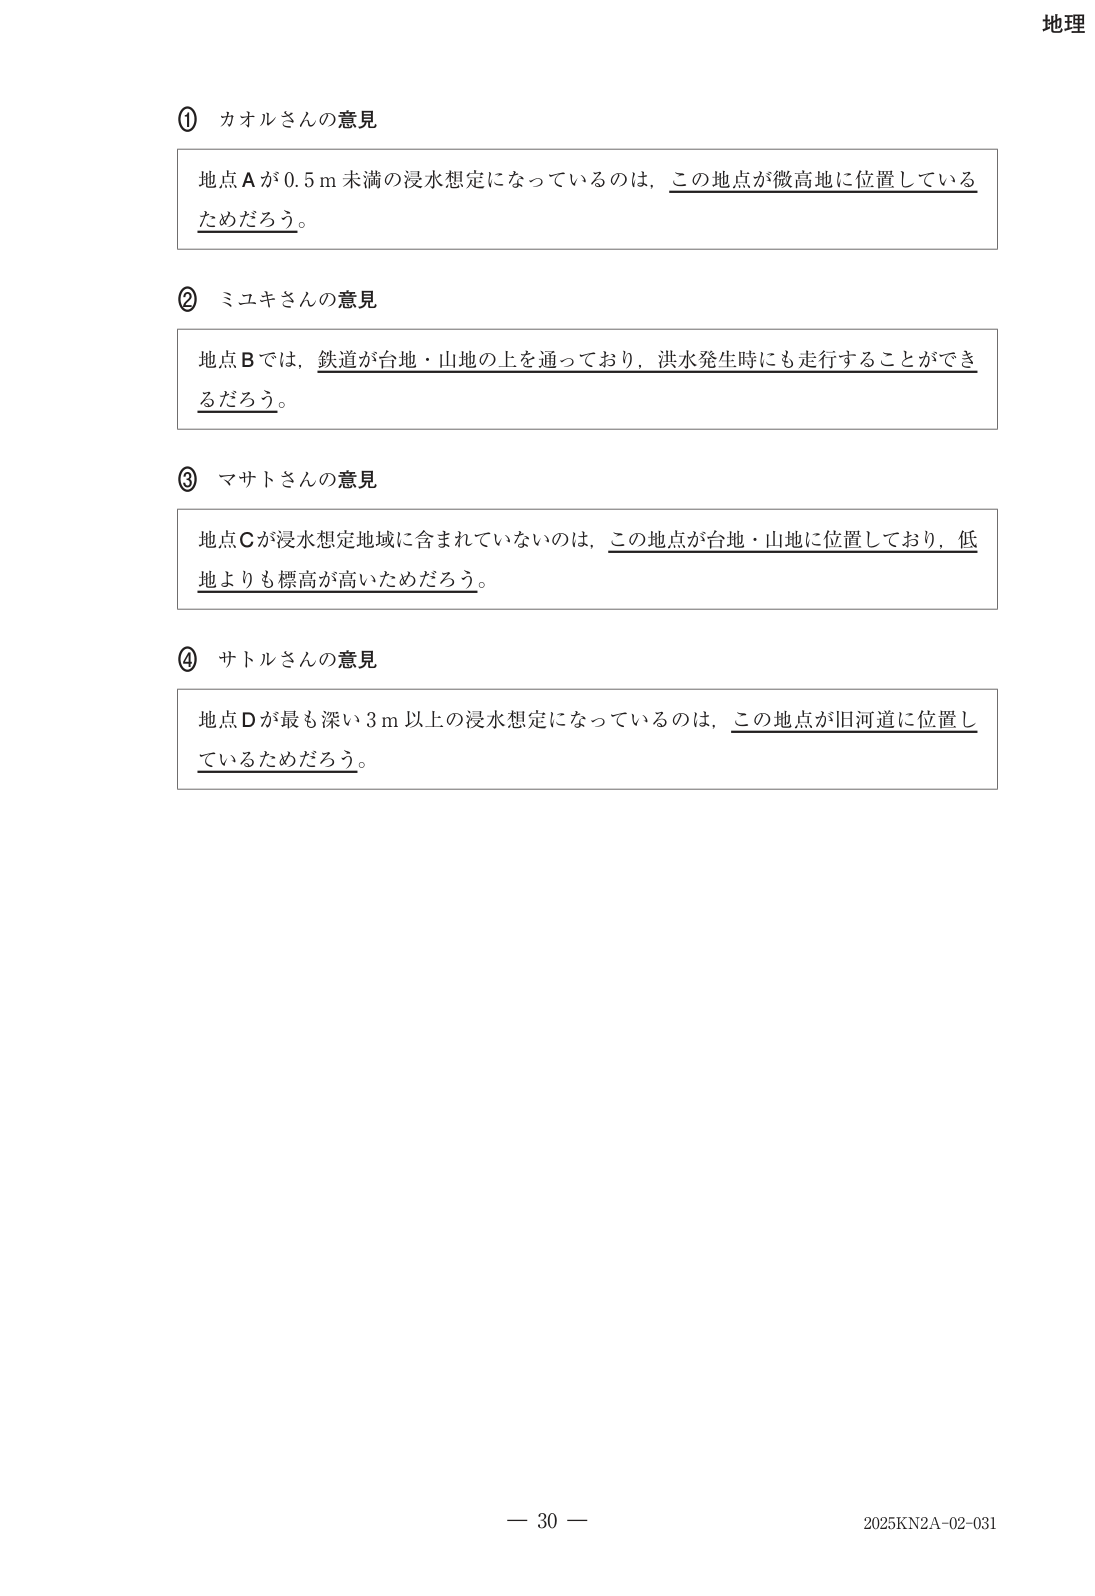 地理
① カオルさんの意見
地点Aが0.5m未満の浸水想定になっているのは，この地点が微高地に位置している
ためだろう。
② ミユキさんの意見
地点Bでは，鉄道が台地・山地の上を通っており，洪水発生時にも走行することができ
るだろう。
③ マサトさんの意見
地点Cが浸水想定地域に含まれていないのは，この地点が台地・山地に位置しており，低
地よりも標高が高いためだろう。
④ サトルさんの意見
地点Dが最も深い3m以上の浸水想定になっているのは，この地点が旧河道に位置し
ているためだろう。
― 30 ―
2025KN2A-02-031